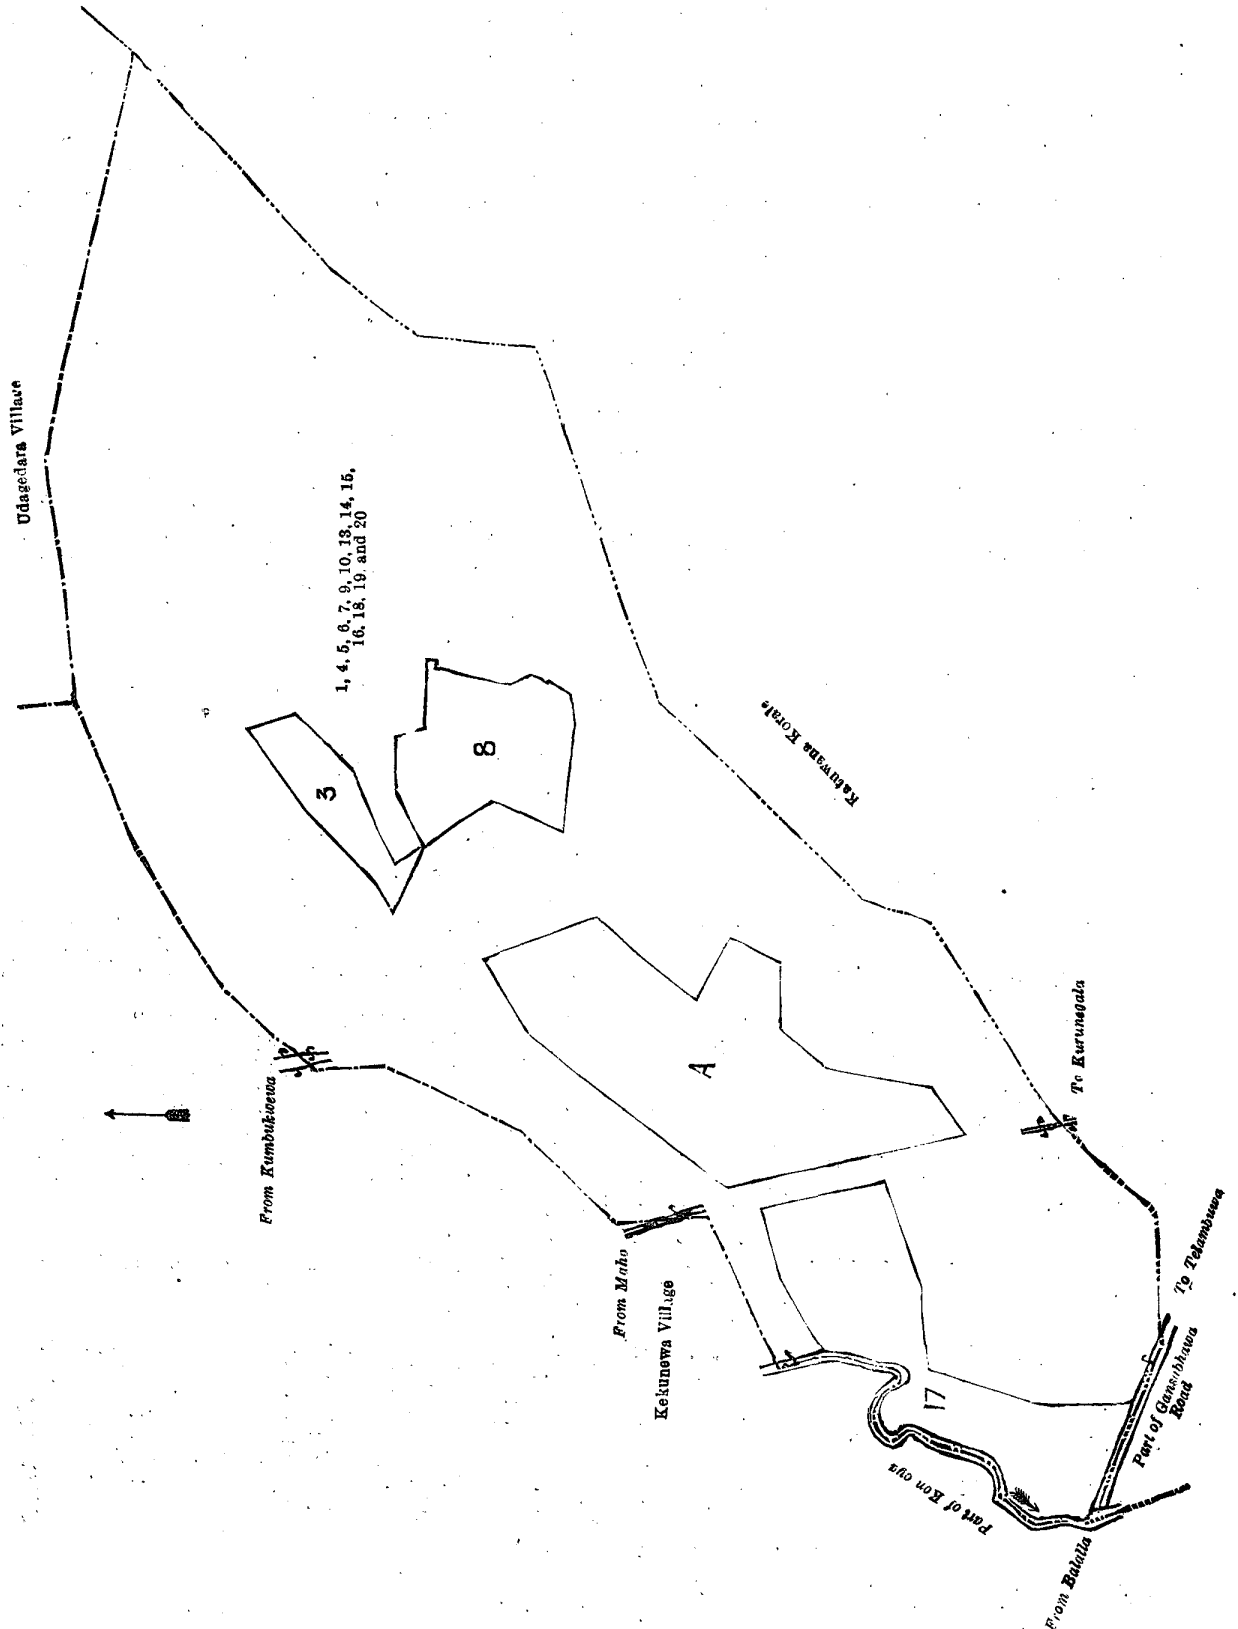 Udagedara Village
1, 4, 5, 6, 7, 9, 10, 13, 14, 15,
16, 18, 19, and 20
3
8
Katuwana Korale
From Kumbukwewa
A
To Kurunegala
From Maho
Kekunewa Village
17
To Telambuwa
Part of Gansabhawa
Road
Part of Kon oya
From Balalla